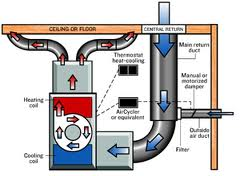 CEILING OR FLOOR
CENTRAL RETURN
Thermostat
heat-cooling
Main return
duct
Manual or
motorized
damper
Heating
coil
AirCycler
or equivalent
Cooling
coil
Filter
Outside
air duct